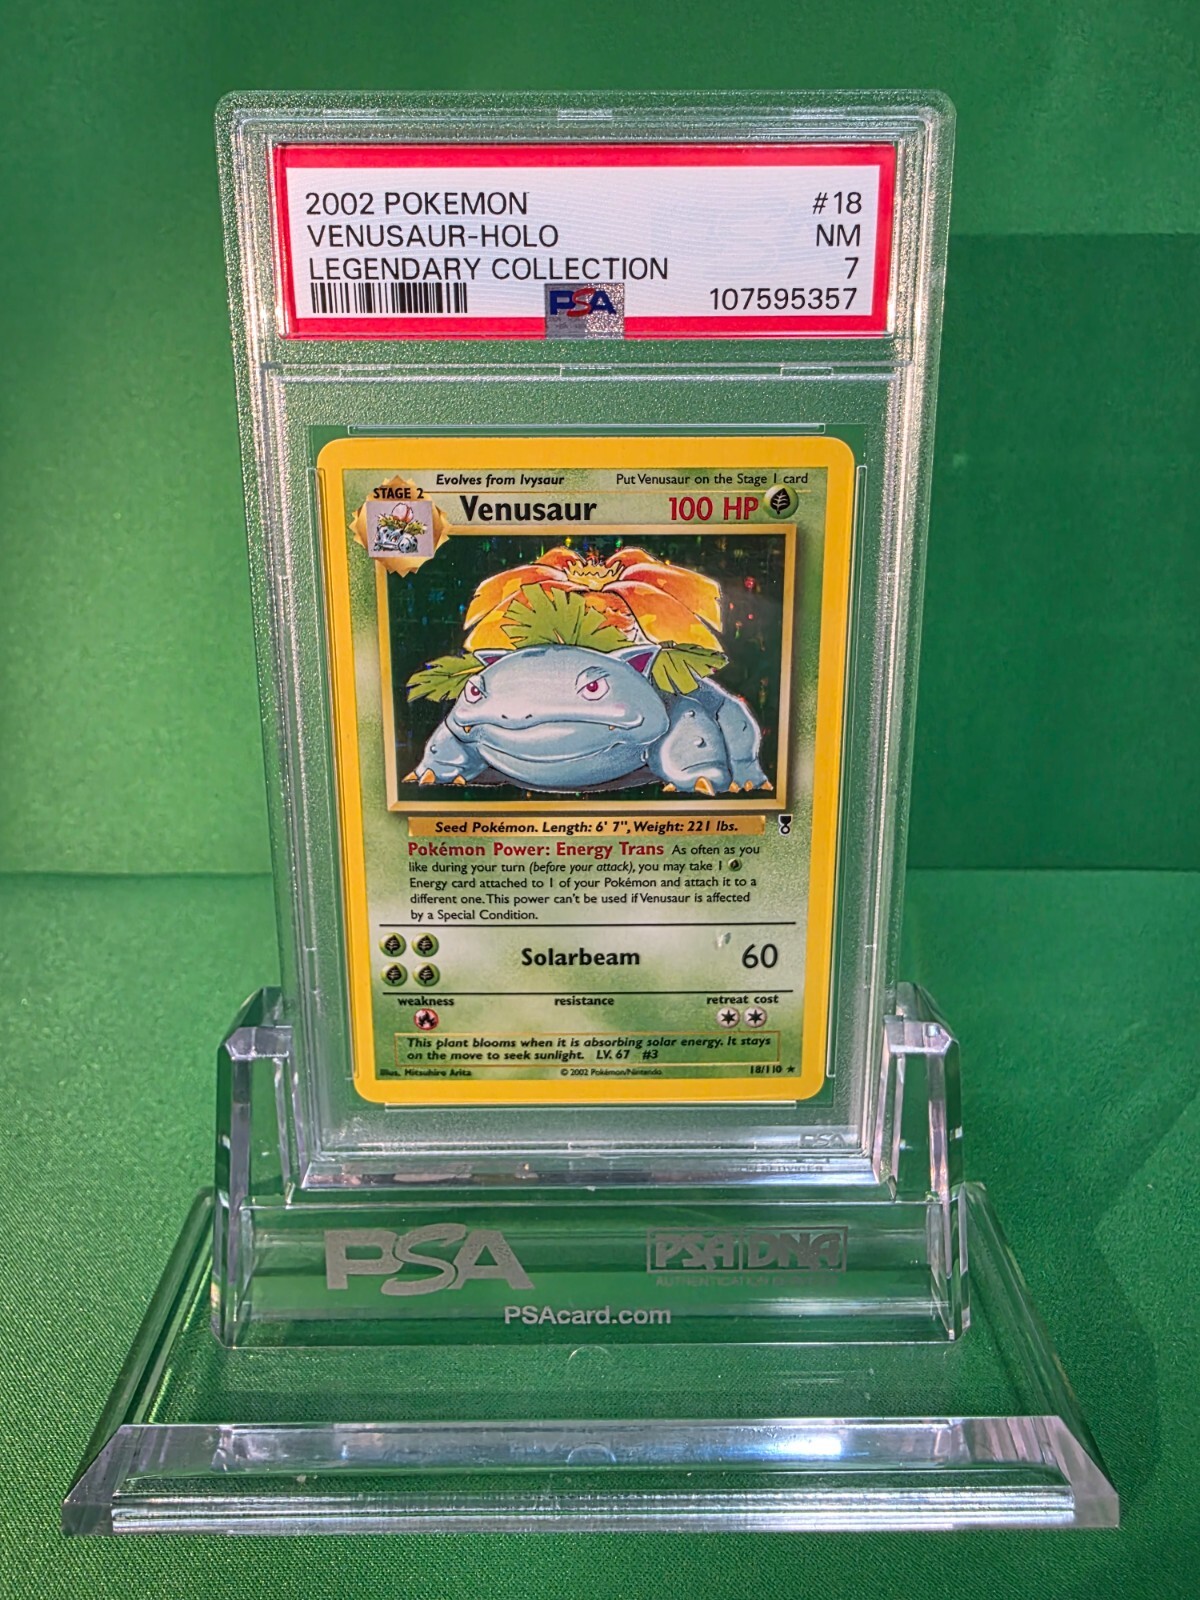 2002 POKEMON #18
VENUSAUR-HOLO NM
LEGENDARY COLLECTION 7
PSA 107595357
Evolves from Ivysaur Put Venusaur on the Stage 1 card
STAGE 2
Venusaur 100 HP
Seed Pokémon. Length: 6' 7", Weight: 221 lbs.
Pokémon Power: Energy Trans As often as you
like during your turn (before your attack), you may take 1
Energy card attached to 1 of your Pokémon and attach it to a
different one. This power can't be used if Venusaur is affected
by a Special Condition.
Solarbeam 60
weakness resistance retreat cost
This plant blooms when it is absorbing solar energy. It stays
on the move to seek sunlight. LV. 67 #3
Illus. Mitsuhiro Arita © 2002 Pokémon/Nintendo 18/110 ★
PSA
PSA PSA DNA
AUTHENTICATION
PSAcard.com